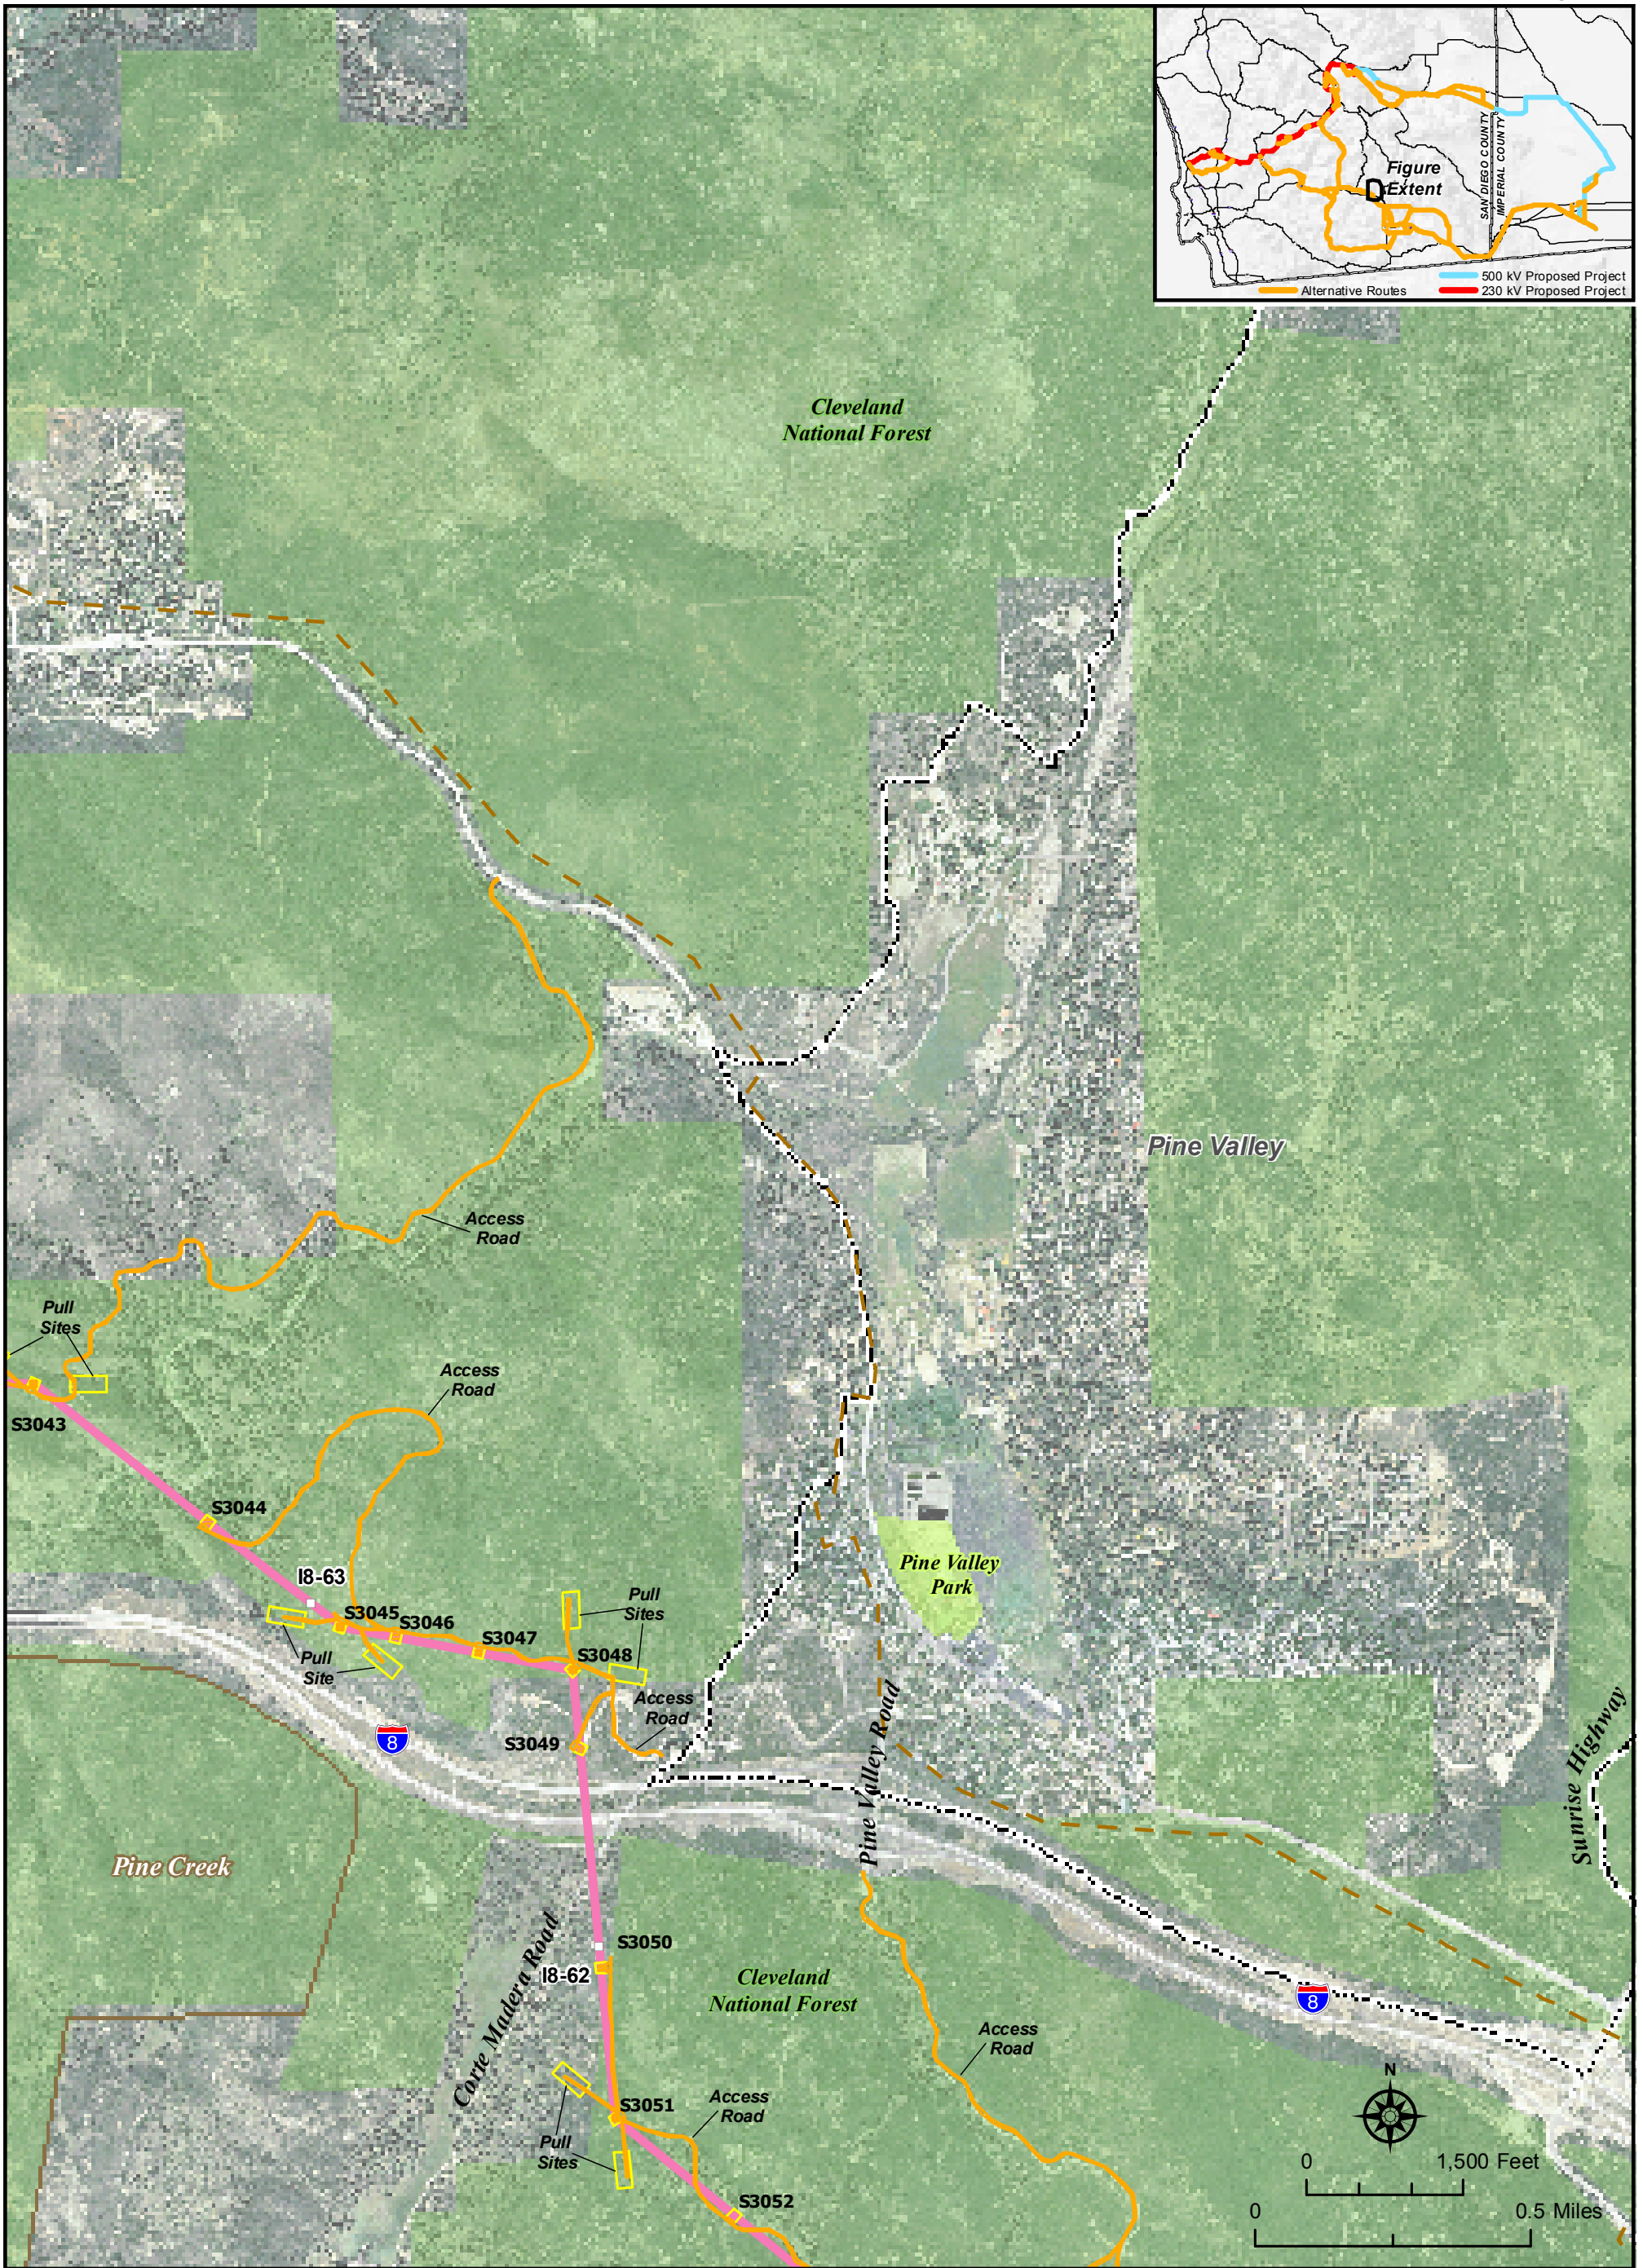 SAN DIEGO COUNTY
IMPERIAL COUNTY
Figure
Extent
500 kV Proposed Project
Alternative Routes
230 kV Proposed Project
Cleveland
National Forest
Pine Valley
Access
Road
Pull
Sites
Access
Road
S3043
S3044
I8-63
Pine Valley
Park
Pull
Sites
S3045
S3046
S3047
S3048
Pull
Site
Access
Road
S3049
8
Pine Valley Road
Sunrise Highway
Pine Creek
Corte Madera Road
S3050
I8-62
Cleveland
National Forest
8
Access
Road
N
S3051
Access
Road
Pull
Sites
S3052
0 1,500 Feet
0 0.5 Miles